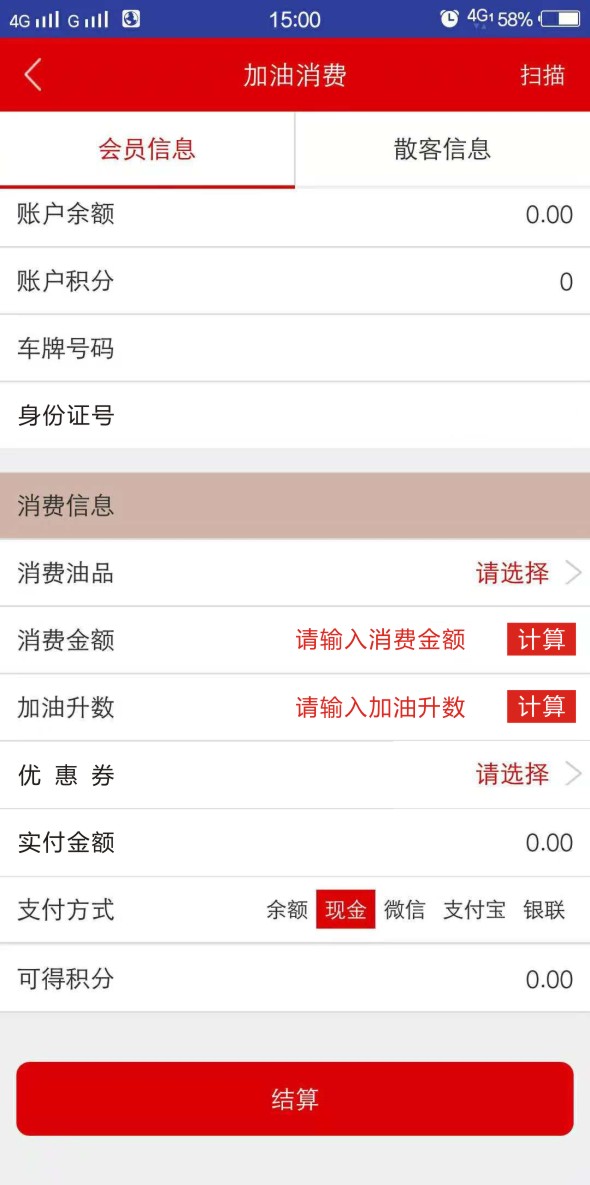 4G G 15:00 4G1 58%
加油消费 扫描
会员信息 散客信息
账户余额 0.00
账户积分 0
车牌号码
身份证号
消费信息
消费油品 请选择
消费金额 请输入消费金额 计算
加油升数 请输入加油升数 计算
优惠券 请选择
实付金额 0.00
支付方式 余额 现金 微信 支付宝 银联
可得积分 0.00
结算